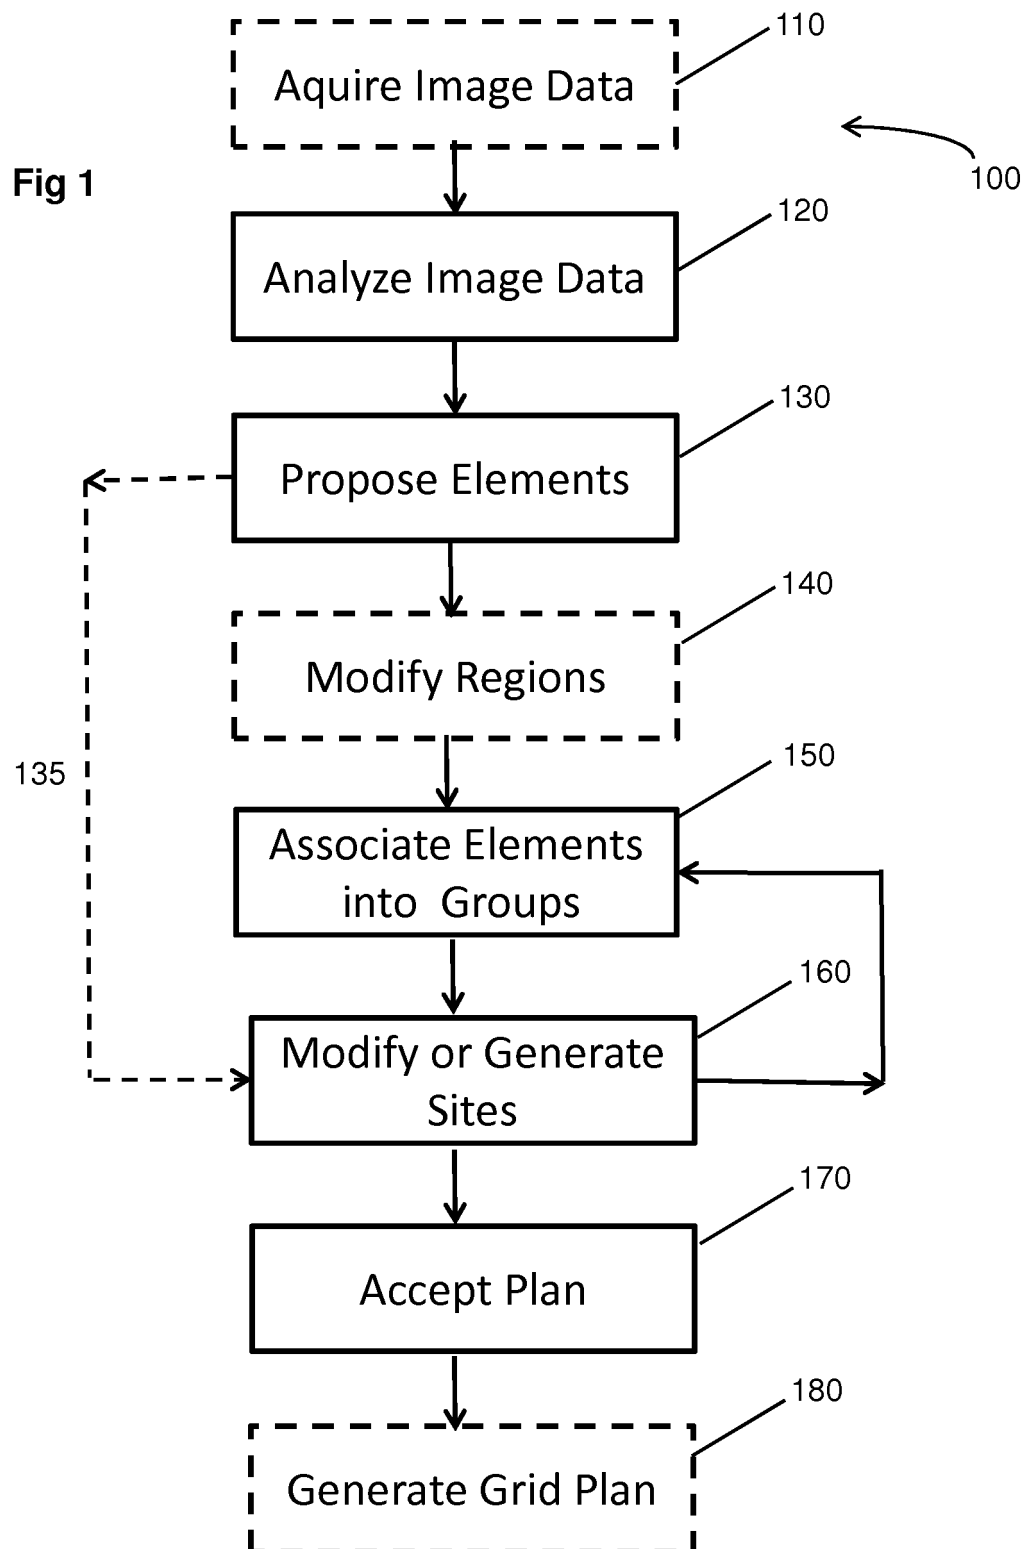 110
Aquire Image Data
Fig 1
100
120
Analyze Image Data
130
Propose Elements
140
Modify Regions
135
150
Associate Elements
into Groups
160
Modify or Generate
Sites
170
Accept Plan
180
Generate Grid Plan